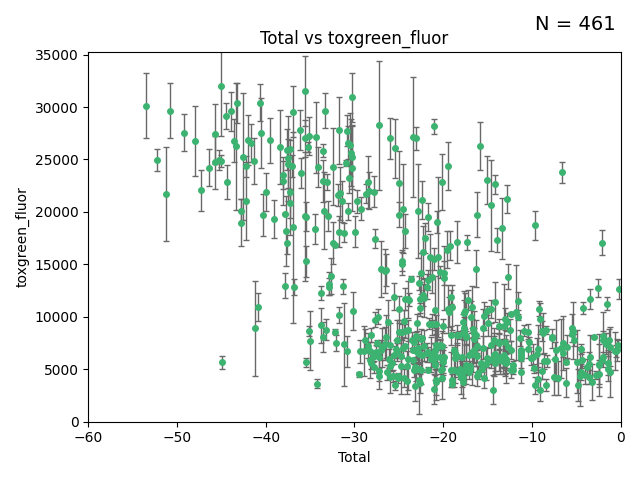 N = 461
Total vs toxgreen_fluor
35000
30000
25000
20000
15000
10000
5000
0
toxgreen_fluor
−60 −50 −40 −30 −20 −10 0
Total